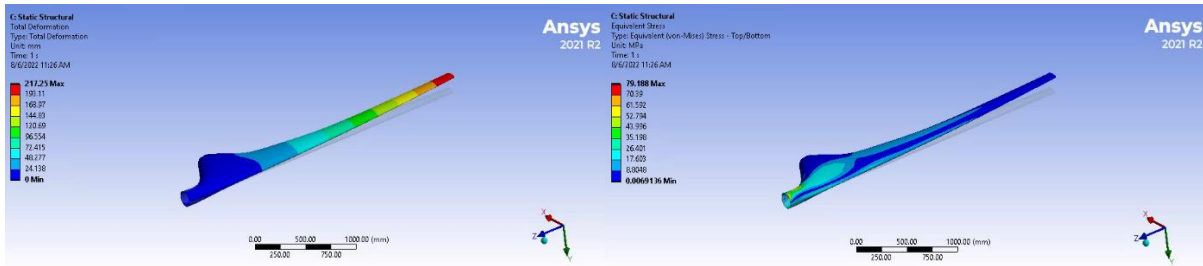 C: Static Structural
Total Deformation
Type: Total Deformation
Unit: mm
Time: 1 s
8/6/2022 11:26 AM
217.25 Max
193.11
168.97
144.83
120.69
96.554
72.415
48.277
24.138
0 Min
Ansys
2021 R2
0.00 500.00 1000.00 (mm)
250.00 750.00
X
Z
Y
C: Static Structural
Equivalent Stress
Type: Equivalent (von-Mises) Stress - Top/Bottom
Unit: MPa
Time: 1 s
8/6/2022 11:26 AM
79.188 Max
70.39
61.592
52.794
43.996
35.198
26.401
17.603
8.8048
0.0069136 Min
Ansys
2021 R2
0.00 500.00 1000.00 (mm)
250.00 750.00
X
Z
Y